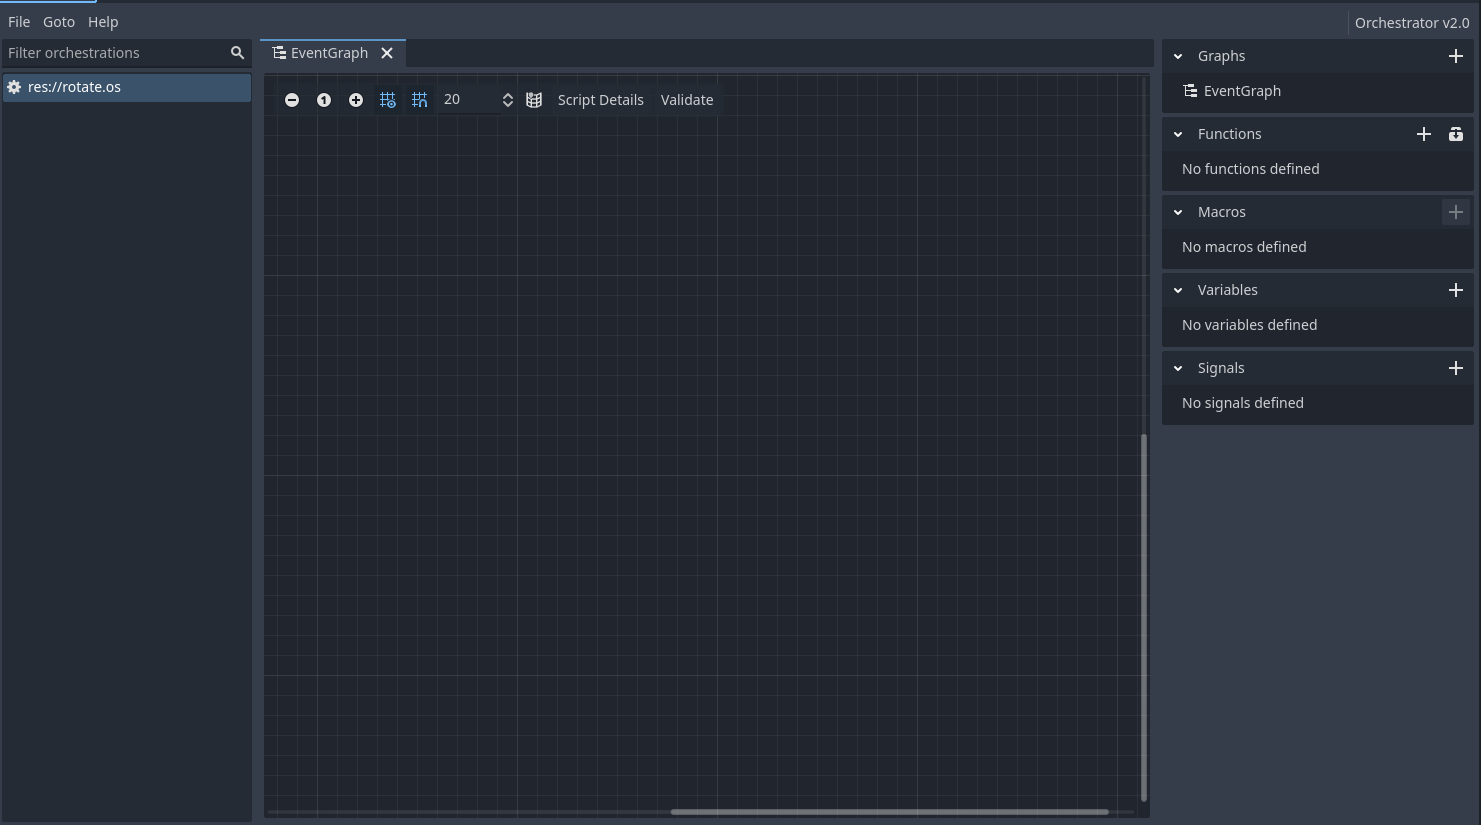 File Goto Help
Orchestrator v2.0
Filter orchestrations
res://rotate.os
EventGraph
1
20
Script Details
Validate
Graphs
EventGraph
Functions
No functions defined
Macros
No macros defined
Variables
No variables defined
Signals
No signals defined